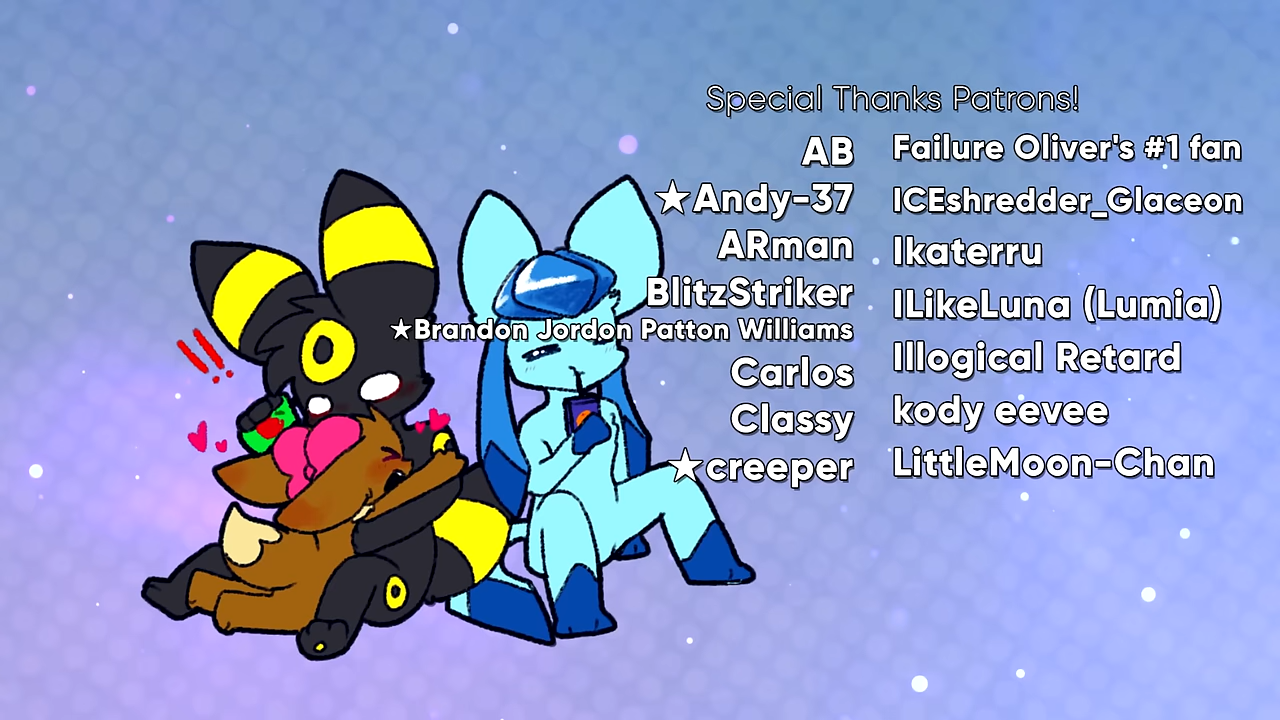 Special Thanks Patrons!
AB
★Andy-37
ARman
BlitzStriker
★Brandon Jordon Patton Williams
Carlos
Classy
★creeper
Failure Oliver's #1 fan
ICEshredder_Glaceon
Ikaterru
ILikeLuna (Lumia)
Illogical Retard
kody eevee
LittleMoon-Chan
!!